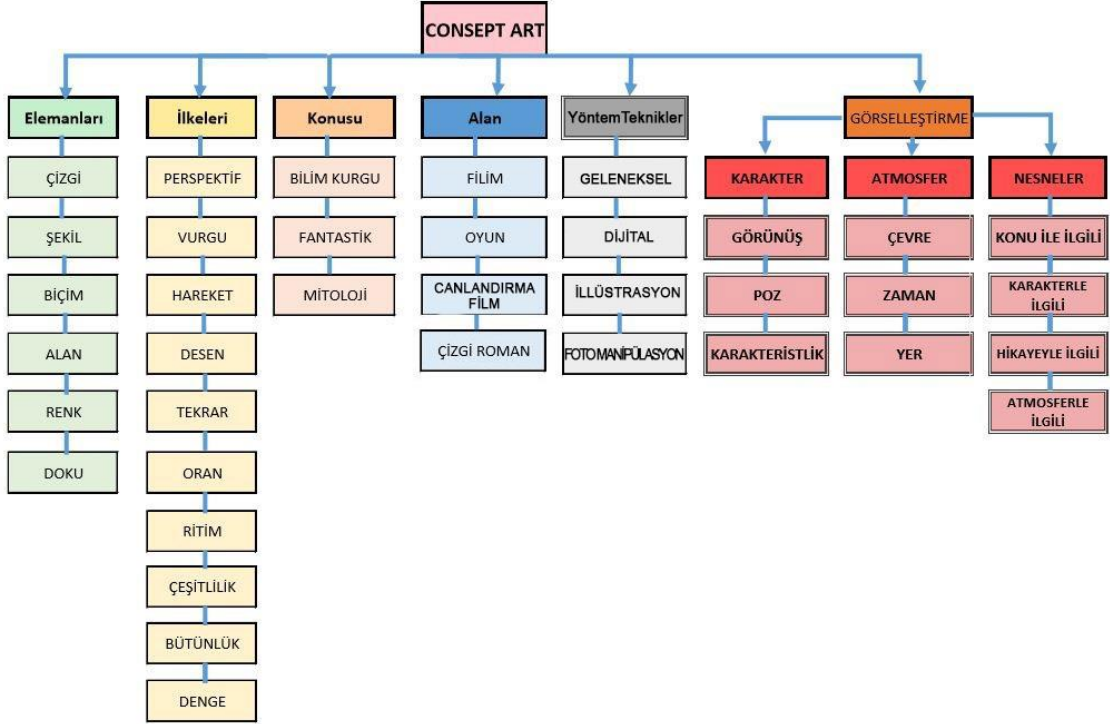 CONSEPT ART
Elemanları
ÇİZGİ
ŞEKİL
BİÇİM
ALAN
RENK
DOKU
İlkeleri
PERSPEKTİF
VURGU
HAREKET
DESEN
TEKRAR
ORAN
RİTİM
ÇEŞİTLİLİK
BÜTÜNLÜK
DENGE
Konusu
BİLİM KURGU
FANTASTİK
MİTOLOJİ
Alan
FİLİM
OYUN
CANLANDIRMA
FİLM
ÇİZGİ ROMAN
YöntemTeknikler
GELENEKSEL
DİJİTAL
İLLÜSTRASYON
FOTOMANİPÜLASYON
GÖRSELLEŞTİRME
KARAKTER
GÖRÜNÜŞ
POZ
KARAKTERİSTLİK
ATMOSFER
ÇEVRE
ZAMAN
YER
NESNELER
KONU İLE İLGİLİ
KARAKTERLE
İLGİLİ
HİKAYEYLE İLGİLİ
ATMOSFERLE
İLGİLİ